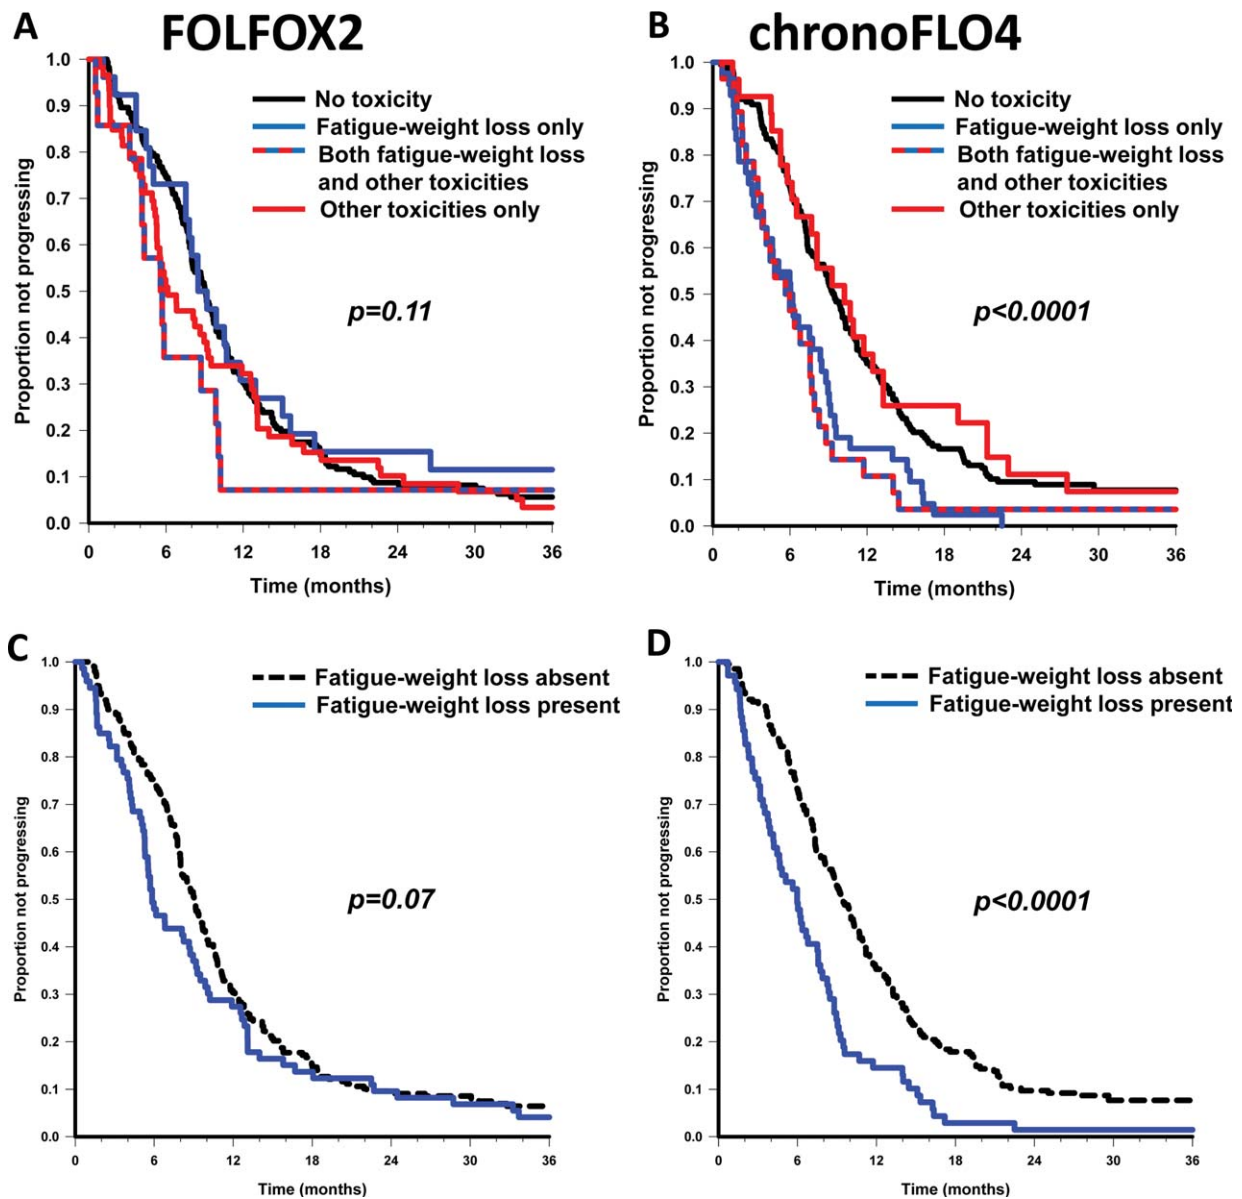 A FOLFOX2
B chronoFLO4
Proportion not progressing
1.0
0.9
0.8
0.7
0.6
0.5
0.4
0.3
0.2
0.1
0.0
No toxicity
Fatigue-weight loss only
Both fatigue-weight loss
and other toxicities
Other toxicities only
p=0.11
0 6 12 18 24 30 36
Time (months)
Proportion not progressing
1.0
0.9
0.8
0.7
0.6
0.5
0.4
0.3
0.2
0.1
0.0
No toxicity
Fatigue-weight loss only
Both fatigue-weight loss
and other toxicities
Other toxicities only
p<0.0001
0 6 12 18 24 30 36
Time (months)
C
Proportion not progressing
1.0
0.9
0.8
0.7
0.6
0.5
0.4
0.3
0.2
0.1
0.0
Fatigue-weight loss absent
Fatigue-weight loss present
p=0.07
0 6 12 18 24 30 36
Time (months)
D
Proportion not progressing
1.0
0.9
0.8
0.7
0.6
0.5
0.4
0.3
0.2
0.1
0.0
Fatigue-weight loss absent
Fatigue-weight loss present
p<0.0001
0 6 12 18 24 30 36
Time (months)